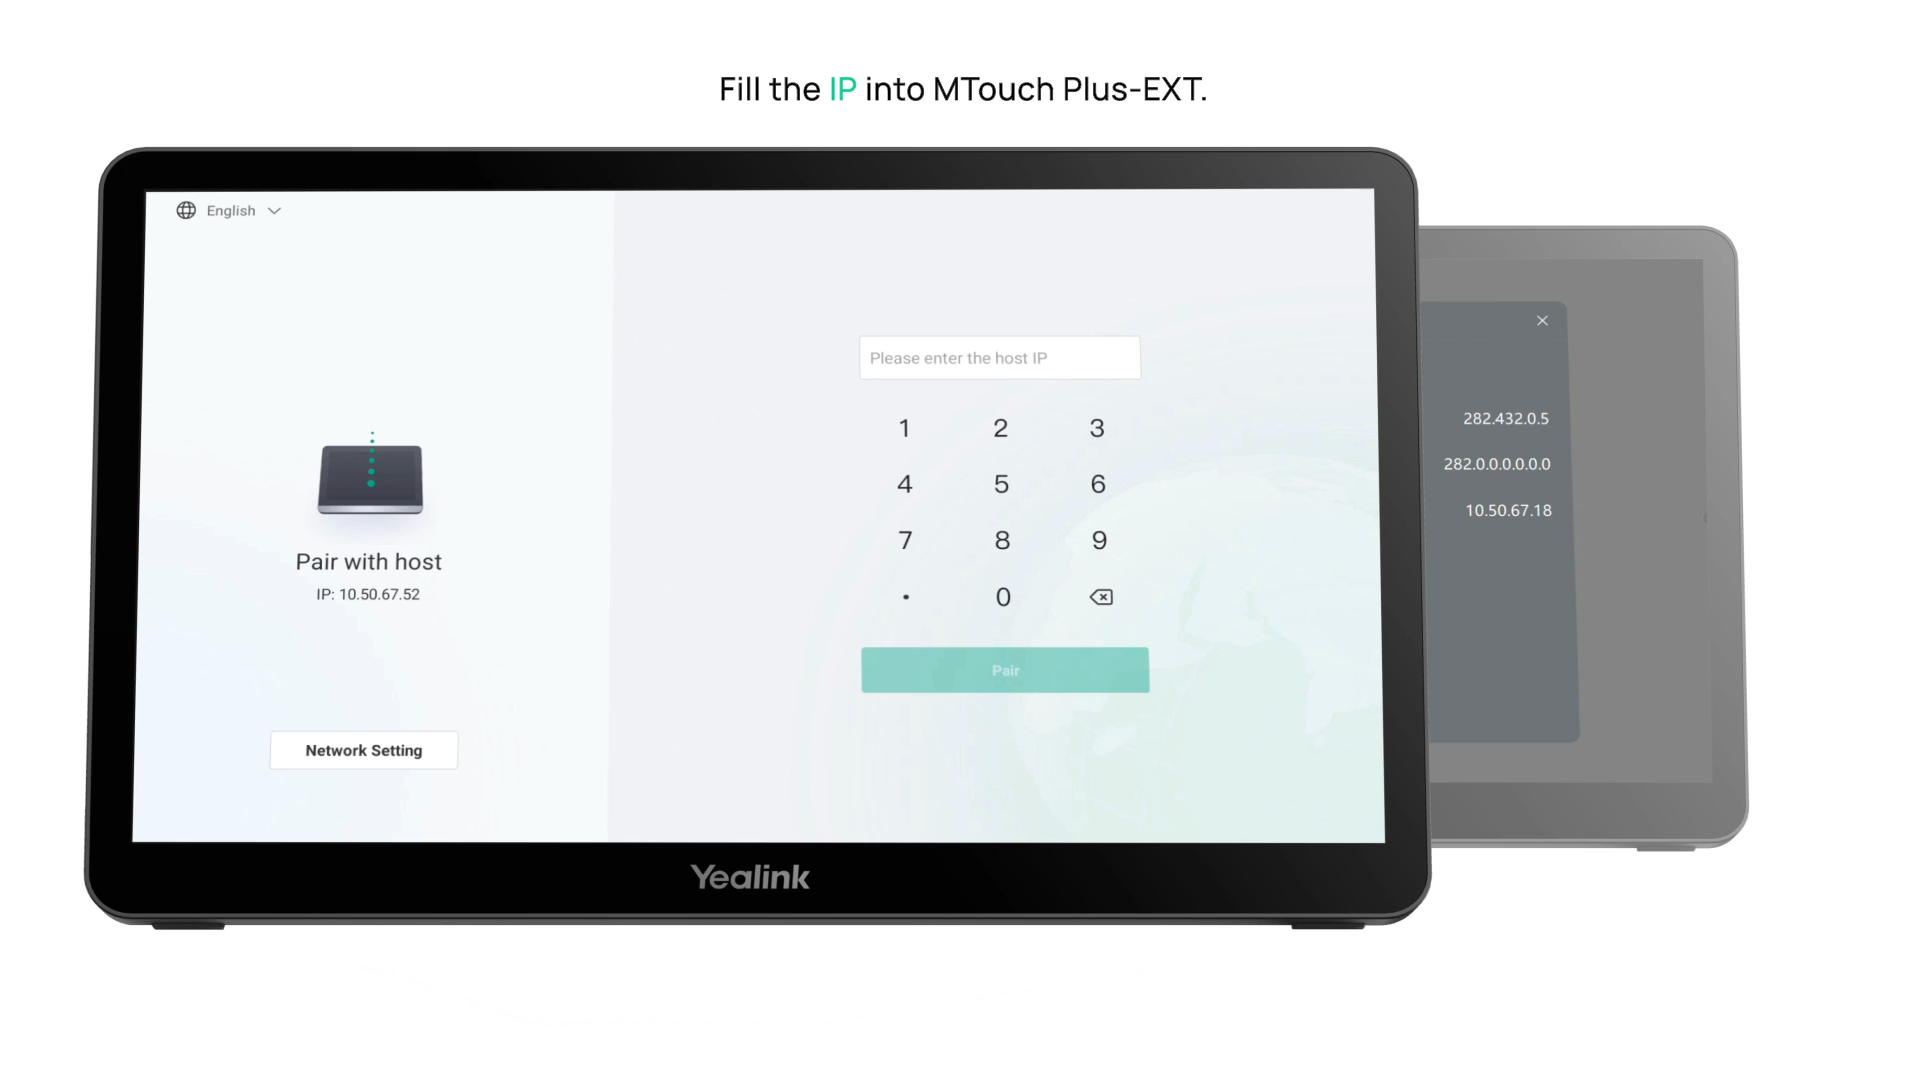 Fill the IP into MTouch Plus-EXT.
English
Please enter the host IP
1 2 3
4 5 6
7 8 9
. 0
Pair
Pair with host
IP: 10.50.67.52
Network Setting
Yealink
282.432.0.5
282.0.0.0.0.0
10.50.67.18